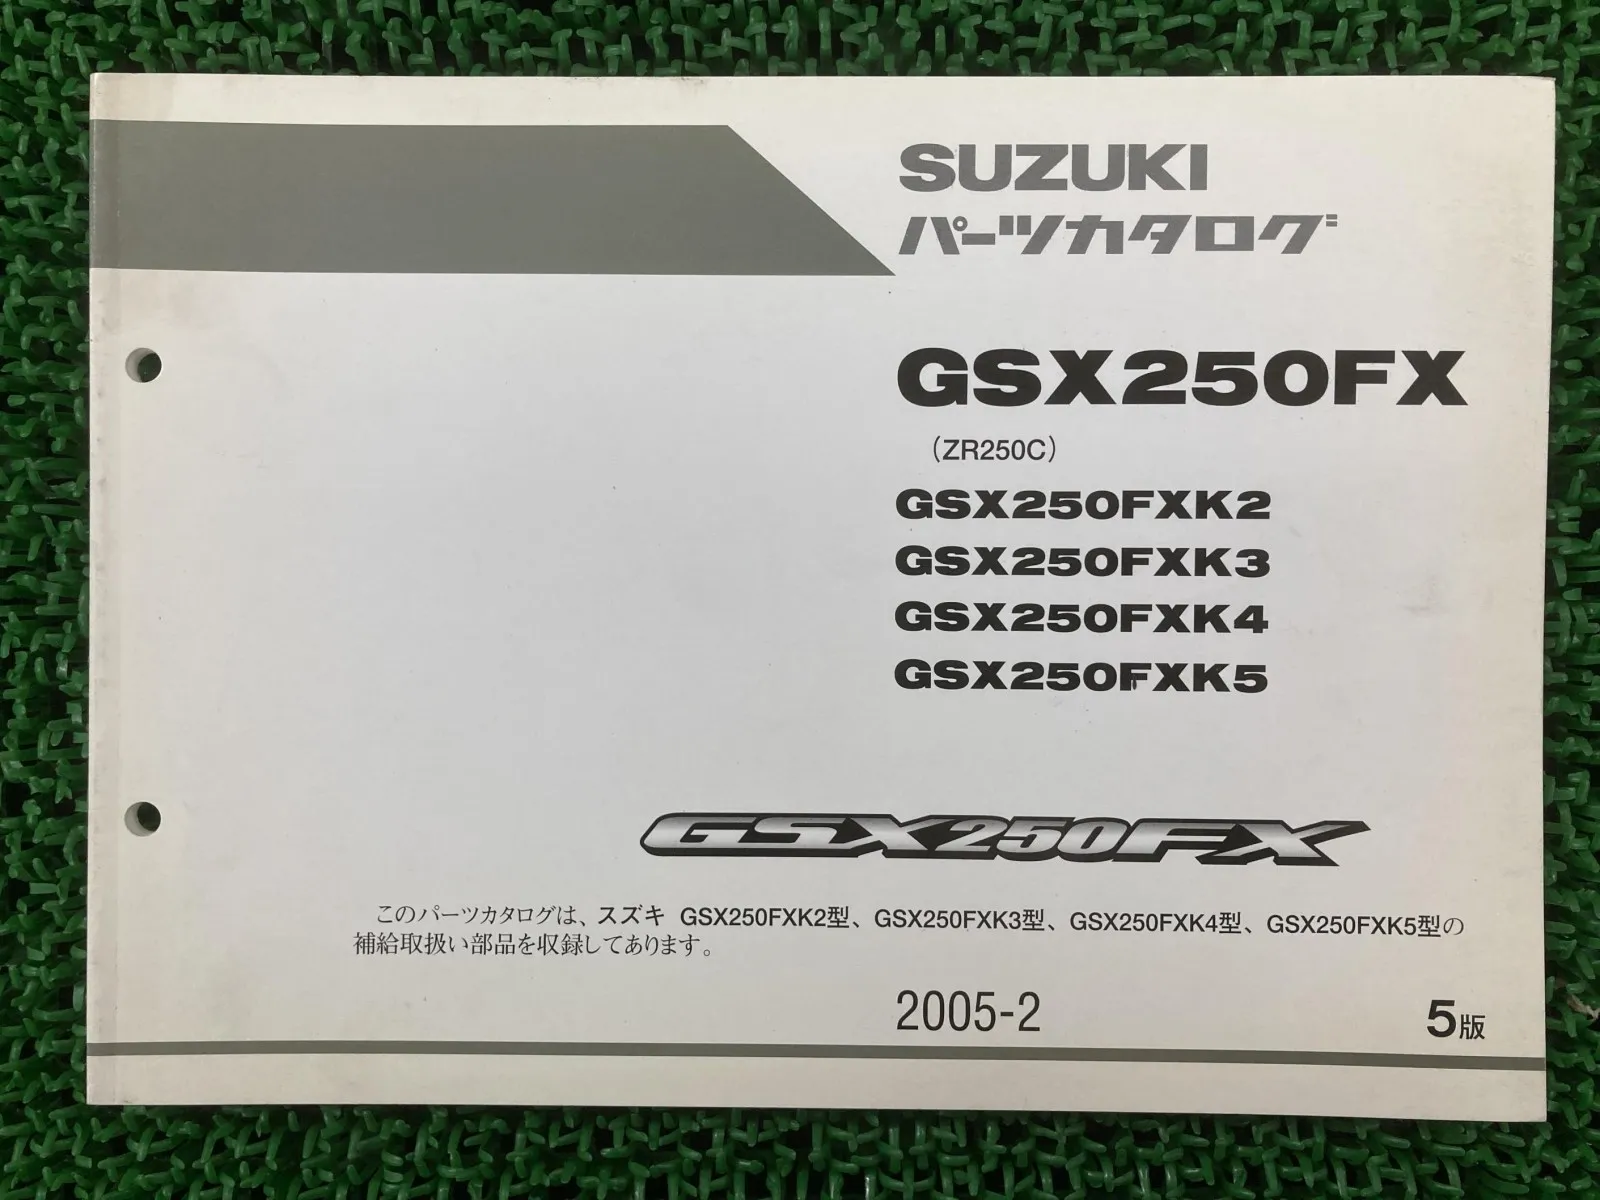 SUZUKI
パーツカタログ
GSX250FX
（ZR250C）
GSX250FXK2
GSX250FXK3
GSX250FXK4
GSX250FXK5
GSX250FX
このパーツカタログは、スズキ GSX250FXK2型、GSX250FXK3型、GSX250FXK4型、GSX250FXK5型の
補給取扱い部品を収録してあります。
2005-2
5版